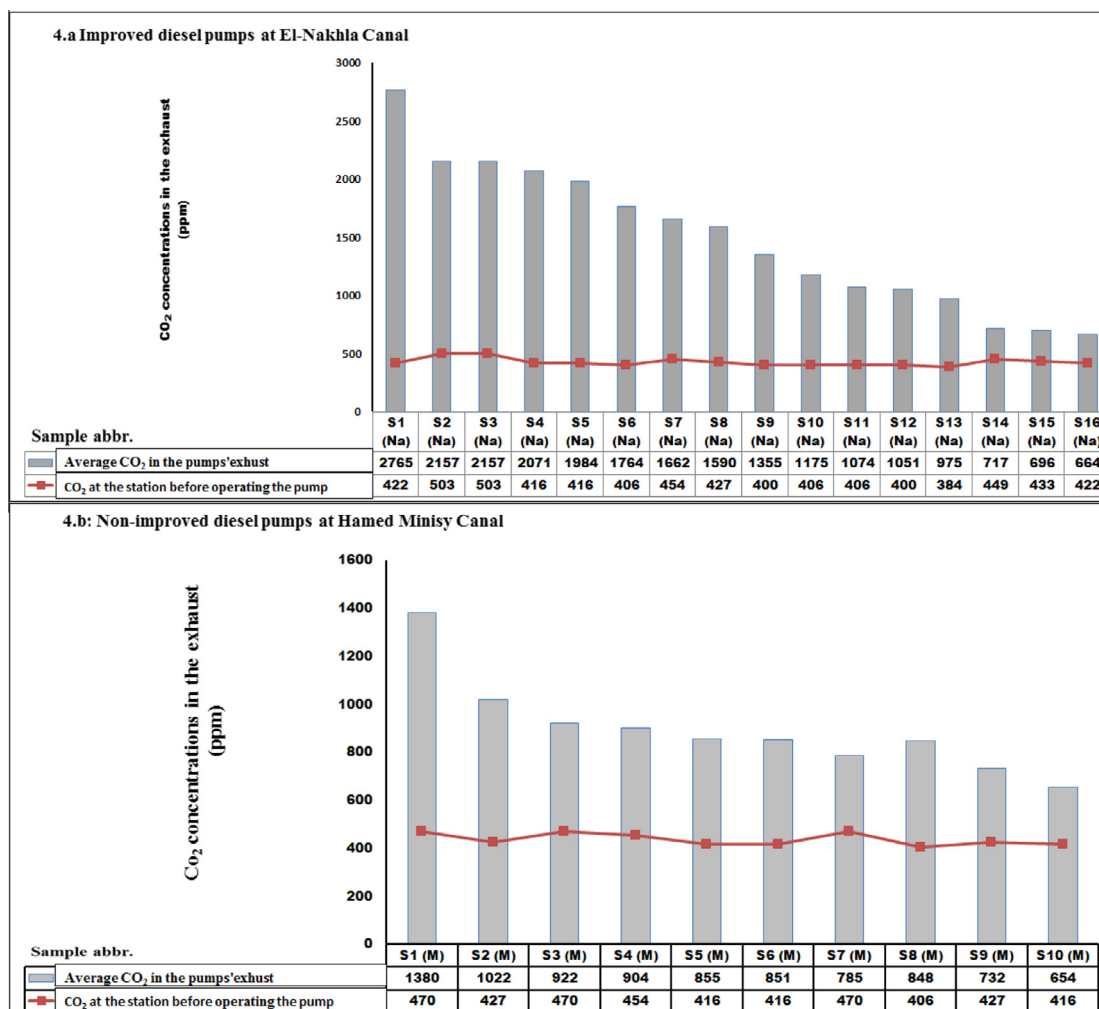 4.a Improved diesel pumps at El-Nakhla Canal
CO₂ concentrations in the exhaust
(ppm)
3000
2500
2000
1500
1000
500
0
Sample abbr.
S1 (Na) S2 (Na) S3 (Na) S4 (Na) S5 (Na) S6 (Na) S7 (Na) S8 (Na) S9 (Na) S10 (Na) S11 (Na) S12 (Na) S13 (Na) S14 (Na) S15 (Na) S16 (Na)
Average CO₂ in the pumps'exhust 2765 2157 2157 2071 1984 1764 1662 1590 1355 1175 1074 1051 975 717 696 664
CO₂ at the station before operating the pump 422 503 503 416 416 406 454 427 400 406 406 400 384 449 433 422
4.b: Non-improved diesel pumps at Hamed Minisy Canal
Co₂ concentrations in the exhaust
(ppm)
1600
1400
1200
1000
800
600
400
200
0
Sample abbr.
S1 (M) S2 (M) S3 (M) S4 (M) S5 (M) S6 (M) S7 (M) S8 (M) S9 (M) S10 (M)
Average CO₂ in the pumps'exhust 1380 1022 922 904 855 851 785 848 732 654
CO₂ at the station before operating the pump 470 427 470 454 416 416 470 406 427 416